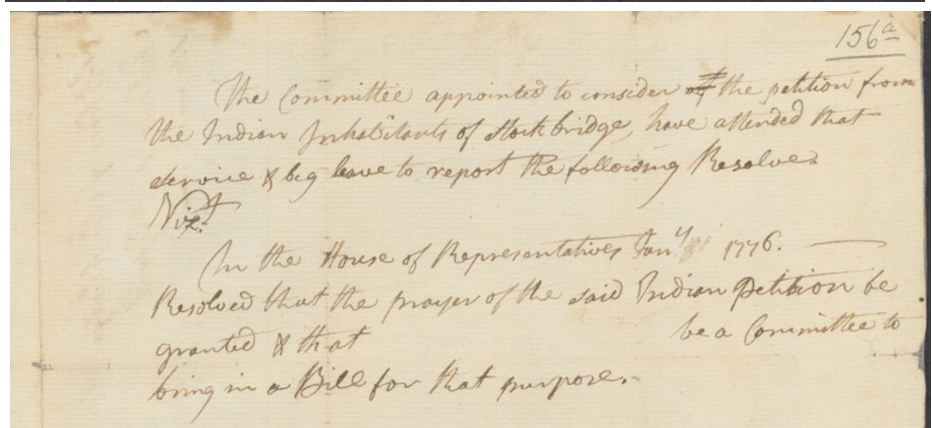 156a
The Committee appointed to consider of the petition from
the Indian Inhabitants of Stockbridge, have attended that
service & beg leave to report the following Resolve.
Vizt.
In the House of Representatives Jany 1776.
Resolved that the prayer of the said Indian Petition be
granted & that be a Committee to
bring in a Bill for that purpose.